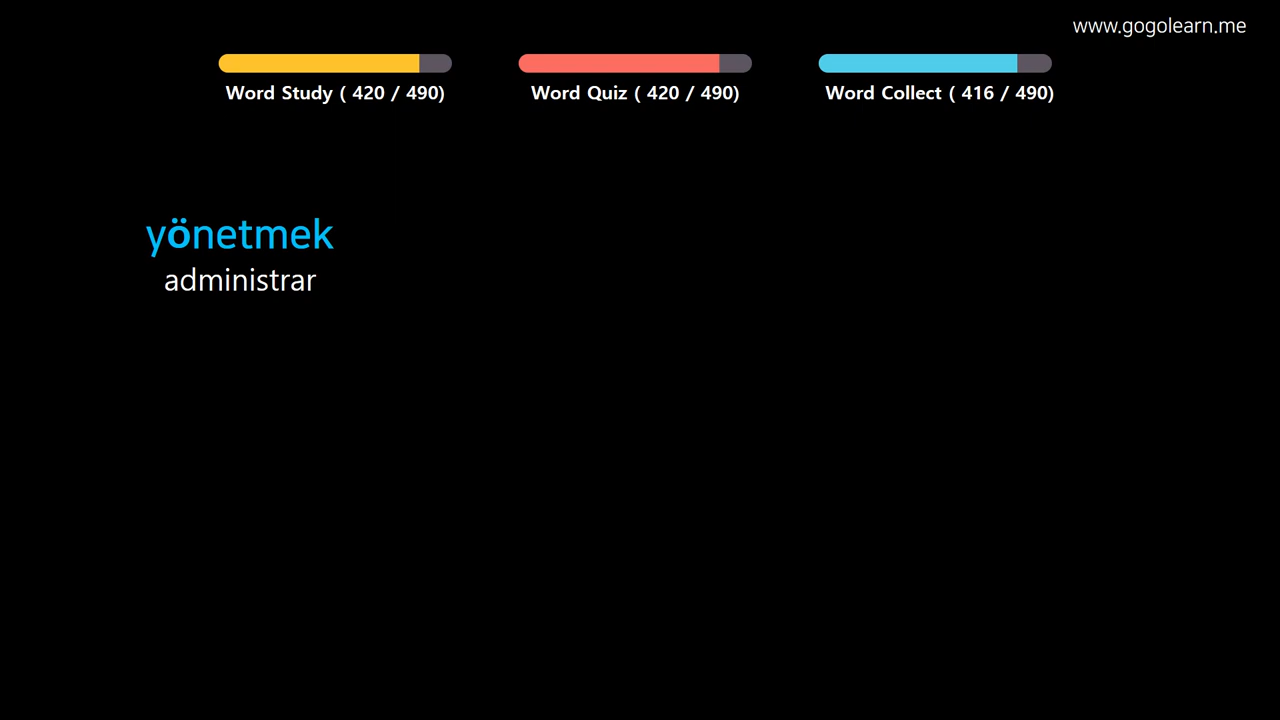 www.gogolearn.me
Word Study ( 420 / 490)
Word Quiz ( 420 / 490)
Word Collect ( 416 / 490)
yönetmek
administrar